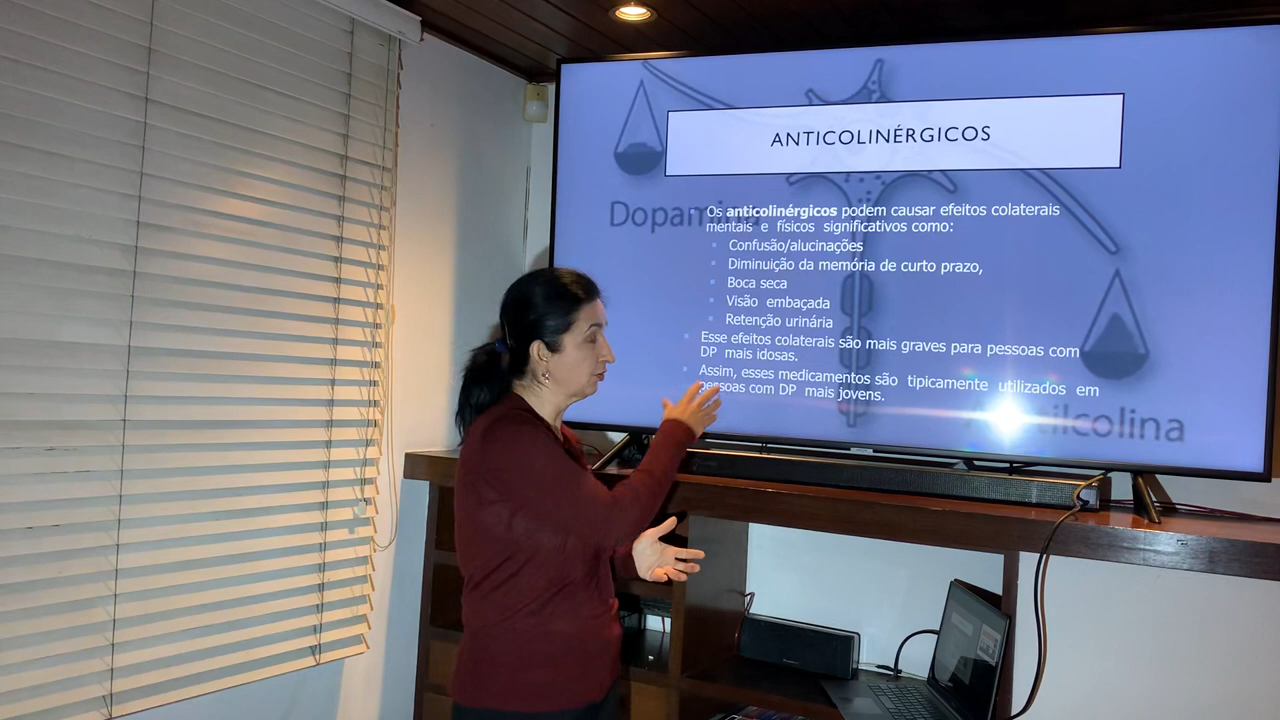 ANTICOLINÉRGICOS
Dopamina
Os anticolinérgicos podem causar efeitos colaterais
mentais e físicos significativos como:
Confusão/alucinações
Diminuição da memória de curto prazo,
Boca seca
Visão embaçada
Retenção urinária
Esse efeitos colaterais são mais graves para pessoas com
DP mais idosas.
Assim, esses medicamentos são tipicamente utilizados em
pessoas com DP mais jovens.